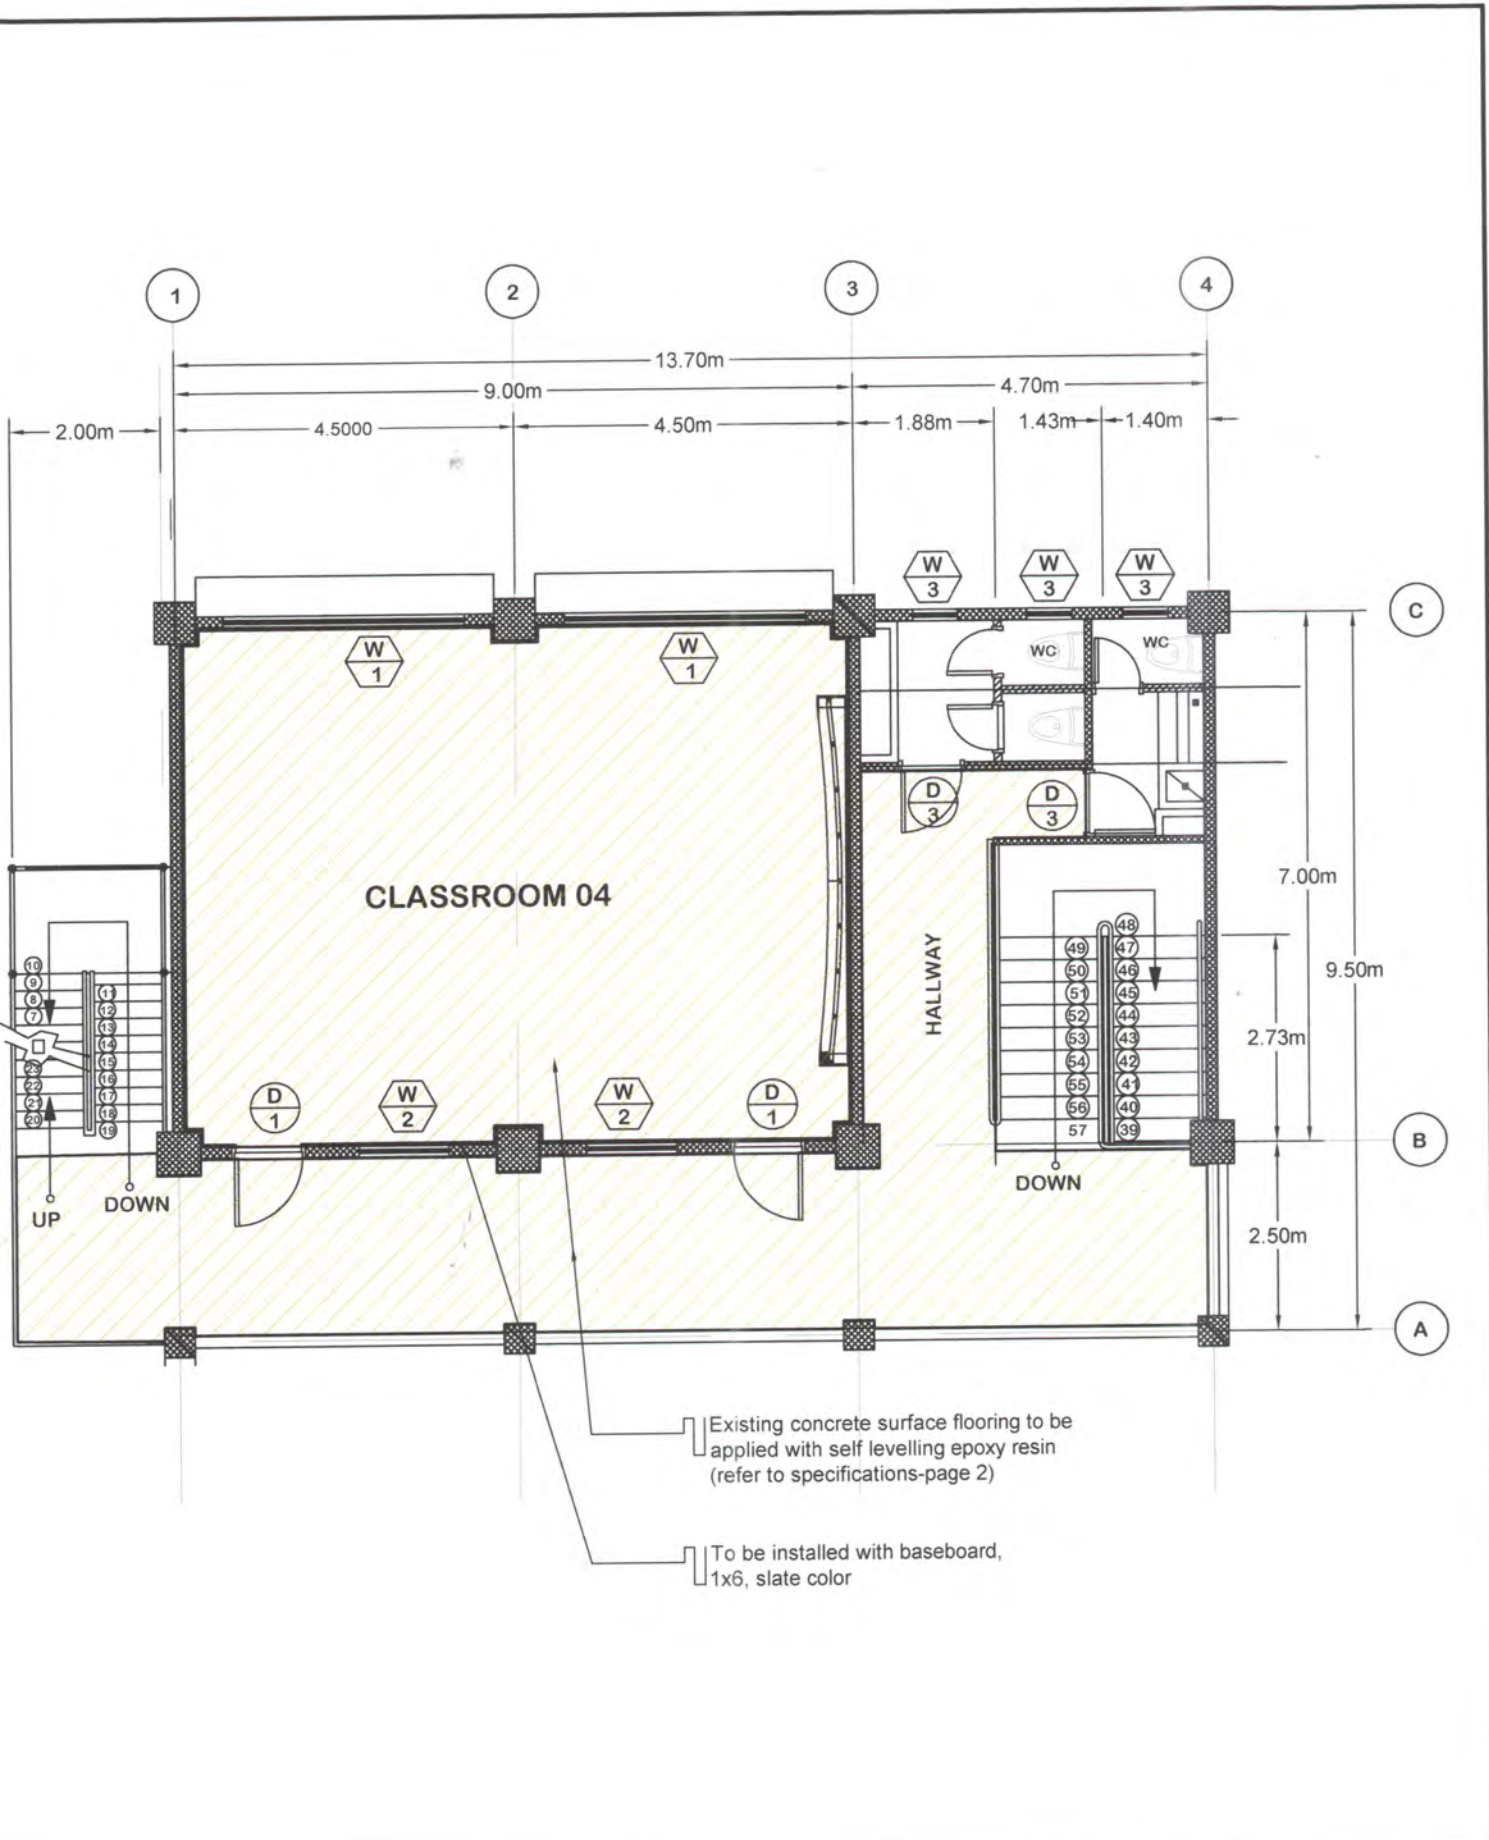 1
2
3
4
13.70m
9.00m
4.70m
2.00m
4.5000
4.50m
1.88m
1.43m
1.40m
W
3
W
3
W
3
C
W
1
W
1
WC
WC
D
3
D
3
CLASSROOM 04
7.00m
HALLWAY
48
49
47
50
46
51
45
52
44
53
43
54
42
55
41
56
40
57
39
9.50m
2.73m
10
9
8
7
11
12
13
14
15
16
17
18
19
23
22
21
20
D
1
W
2
W
2
D
1
B
UP
DOWN
DOWN
2.50m
A
Existing concrete surface flooring to be
applied with self levelling epoxy resin
(refer to specifications-page 2)
To be installed with baseboard,
1x6, slate color